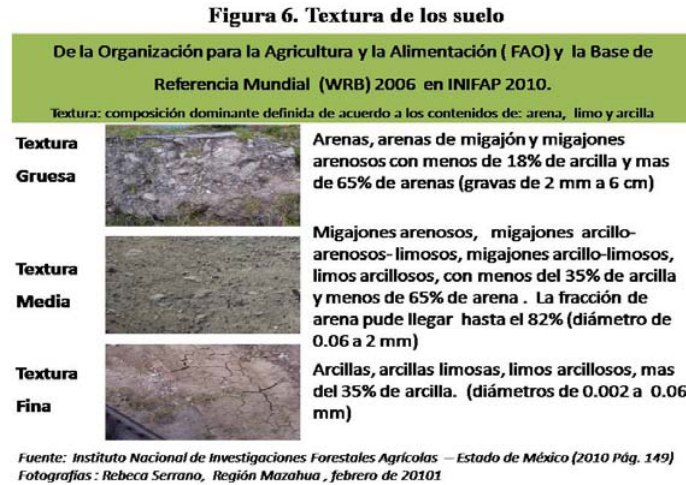 Figura 6. Textura de los suelo
De la Organización para la Agricultura y la Alimentación ( FAO) y la Base de
Referencia Mundial (WRB) 2006 en INIFAP 2010.
Textura: composición dominante definida de acuerdo a los contenidos de: arena, limo y arcilla
Textura
Gruesa
Arenas, arenas de migajón y migajones
arenosos con menos de 18% de arcilla y mas
de 65% de arenas (gravas de 2 mm a 6 cm)
Textura
Media
Migajones arenosos, migajones arcillo-
arenosos- limosos, migajones arcillo-limosos,
limos arcillosos, con menos del 35% de arcilla
y menos de 65% de arena . La fracción de
arena pude llegar hasta el 82% (diámetro de
0.06 a 2 mm)
Textura
Fina
Arcillas, arcillas limosas, limos arcillosos, mas
del 35% de arcilla. (diámetros de 0.002 a 0.06
mm)
Fuente: Instituto Nacional de Investigaciones Forestales Agrícolas – Estado de México (2010 Pág. 149)
Fotografías : Rebeca Serrano, Región Mazahua , febrero de 20101